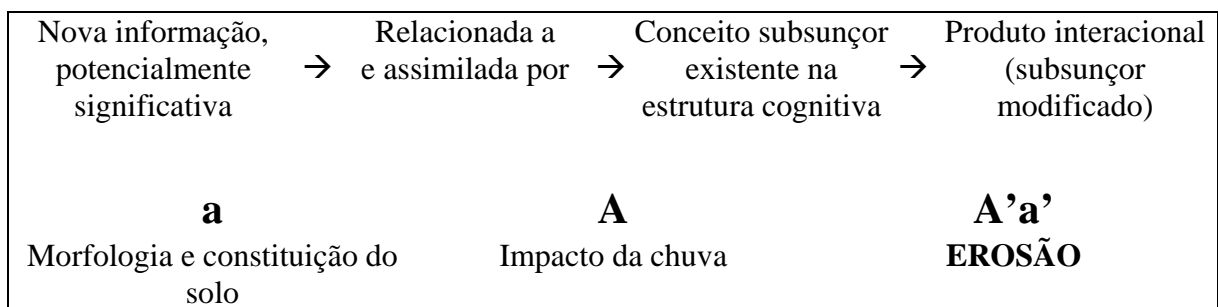 Nova informação, potencialmente significativa
→
Relacionada a e assimilada por
→
Conceito subsunçor existente na estrutura cognitiva
→
Produto interacional (subsunçor modificado)
a
A
A’a’
Morfologia e constituição do solo
Impacto da chuva
EROSÃO